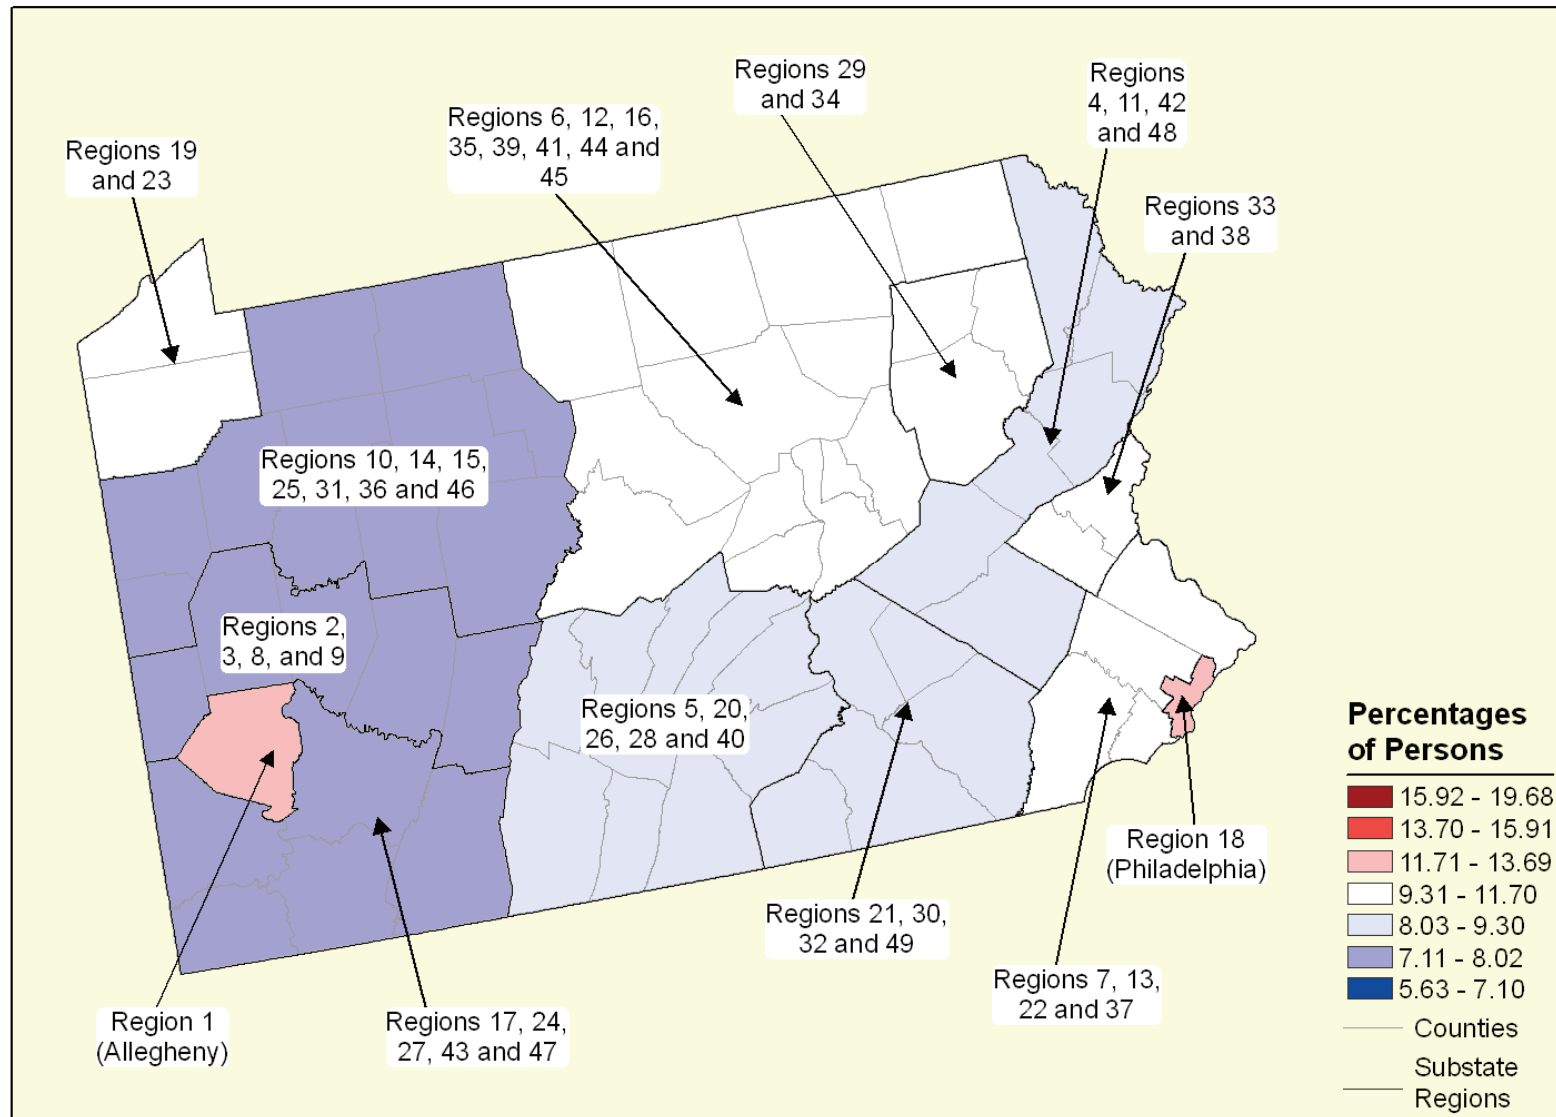 Regions 29
and 34
Regions
4, 11, 42
and 48
Regions 6, 12, 16,
35, 39, 41, 44 and
45
Regions 19
and 23
Regions 33
and 38
Regions 10, 14, 15,
25, 31, 36 and 46
Regions 2,
3, 8, and 9
Regions 5, 20,
26, 28 and 40
Region 18
(Philadelphia)
Regions 21, 30,
32 and 49
Regions 7, 13,
22 and 37
Region 1
(Allegheny)
Regions 17, 24,
27, 43 and 47
Percentages
of Persons
15.92 - 19.68
13.70 - 15.91
11.71 - 13.69
9.31 - 11.70
8.03 - 9.30
7.11 - 8.02
5.63 - 7.10
Counties
Substate
Regions